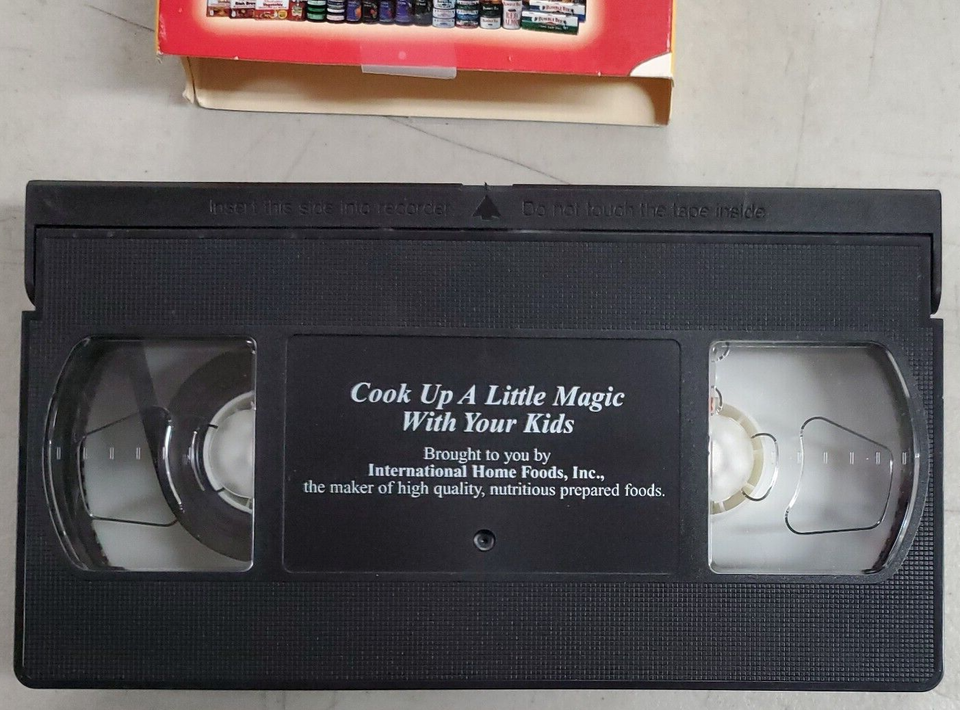 Insert this side into recorder Do not touch the tape inside
Cook Up A Little Magic
With Your Kids
Brought to you by
International Home Foods, Inc.,
the maker of high quality, nutritious prepared foods.